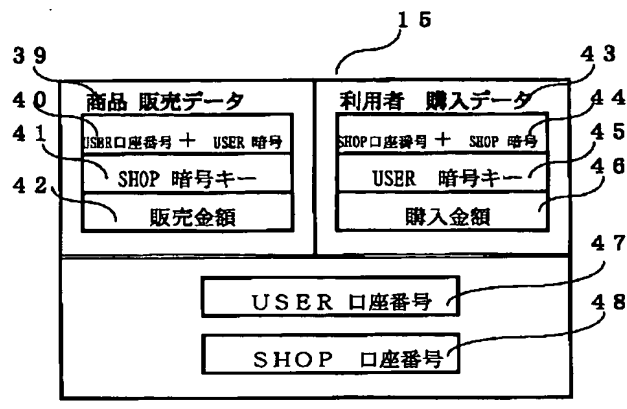 １５
３９
４３
商品 販売データ
利用者 購入データ
４０
４４
USER口座番号 ＋ USER 暗号
SHOP口座番号 ＋ SHOP 暗号
４１
４５
SHOP 暗号キー
USER 暗号キー
４２
４６
販売金額
購入金額
４７
ＵＳＥＲ 口座番号
４８
ＳＨＯＰ 口座番号